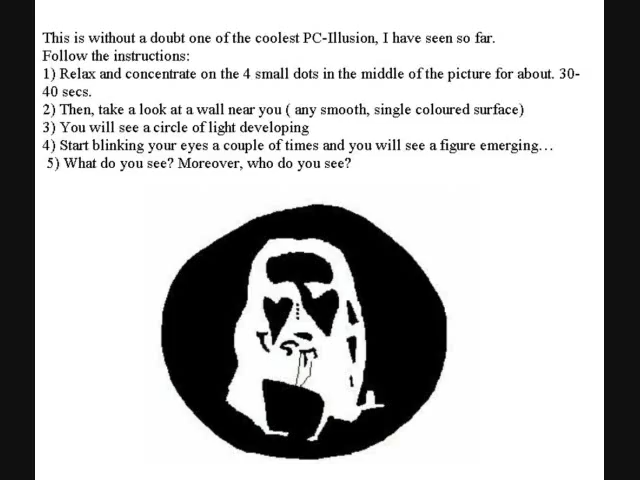 This is without a doubt one of the coolest PC-Illusion, I have seen so far.
Follow the instructions:
1) Relax and concentrate on the 4 small dots in the middle of the picture for about. 30-
40 secs.
2) Then, take a look at a wall near you ( any smooth, single coloured surface)
3) You will see a circle of light developing
4) Start blinking your eyes a couple of times and you will see a figure emerging…
5) What do you see? Moreover, who do you see?